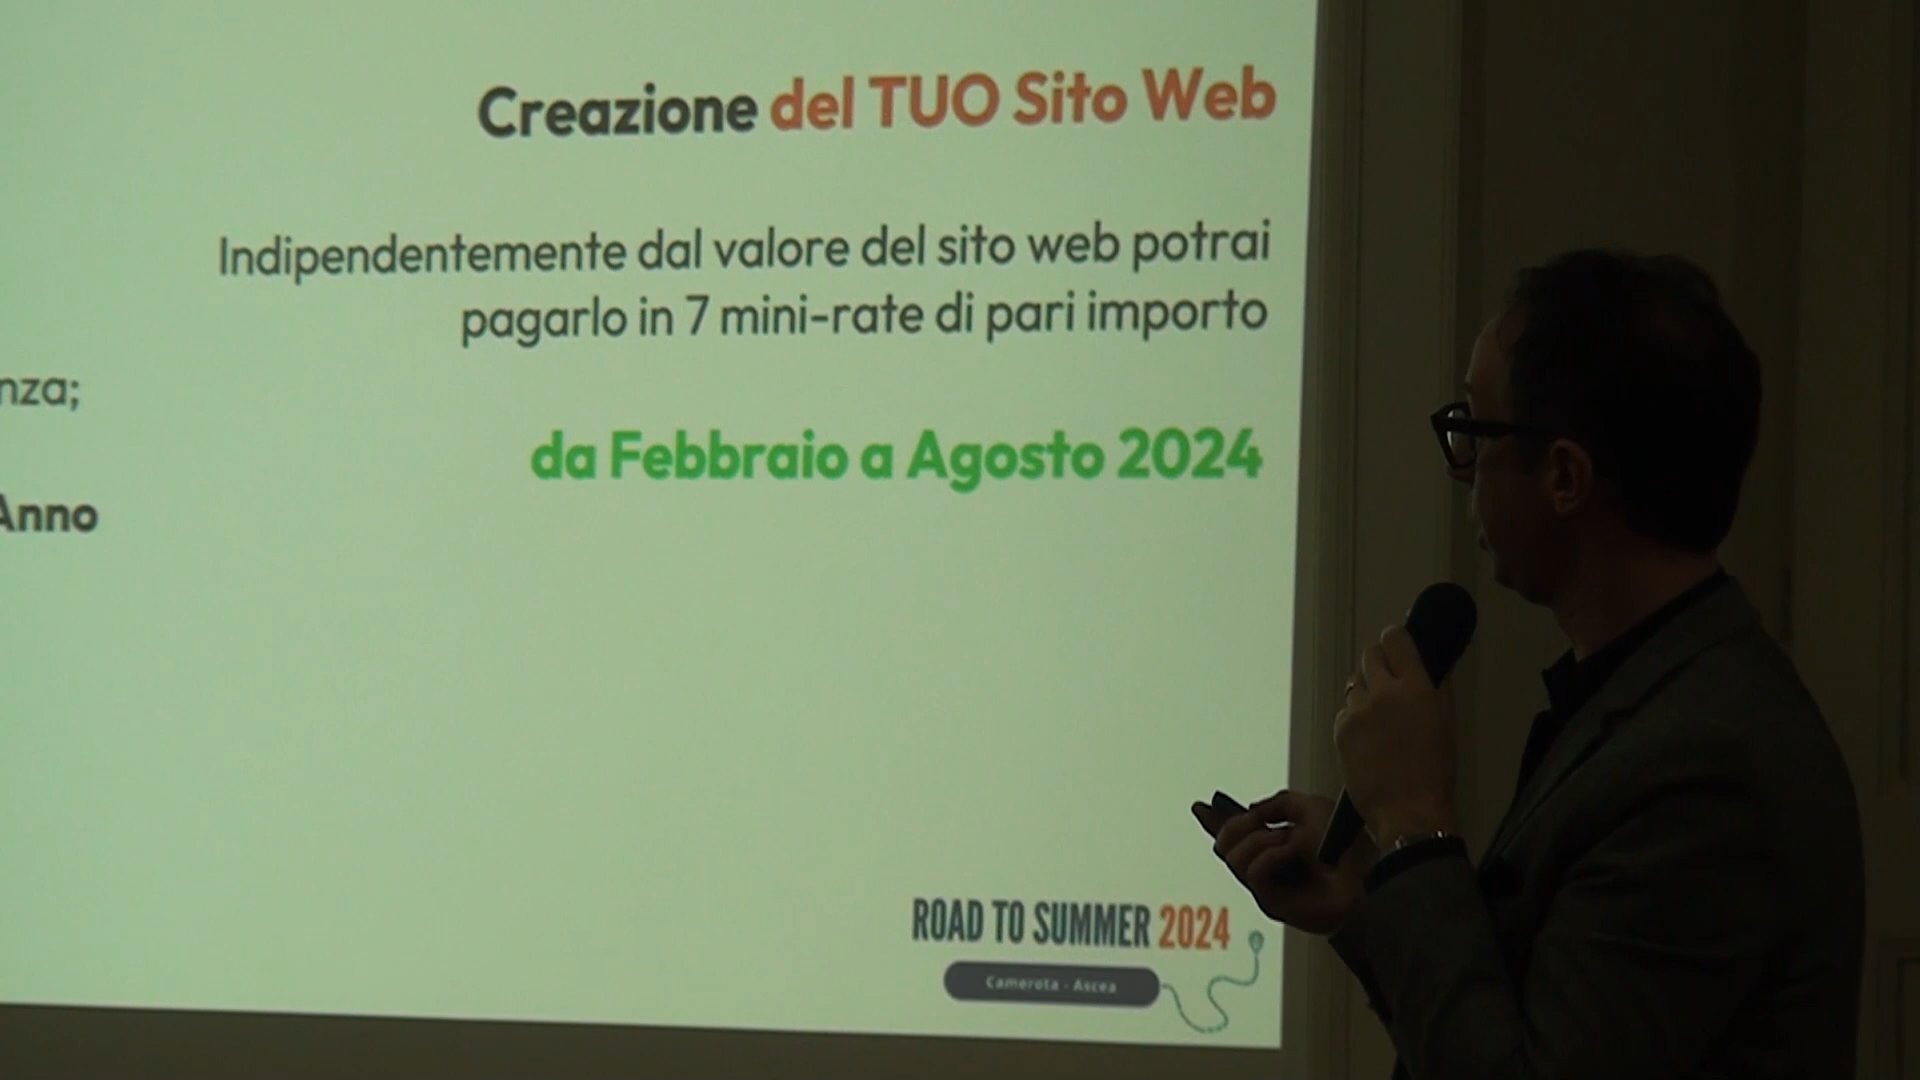 Creazione del TUO Sito Web
Indipendentemente dal valore del sito web potrai
pagarlo in 7 mini-rate di pari importo
nza;
da Febbraio a Agosto 2024
Anno
ROAD TO SUMMER 2024
Camerota - Ascea